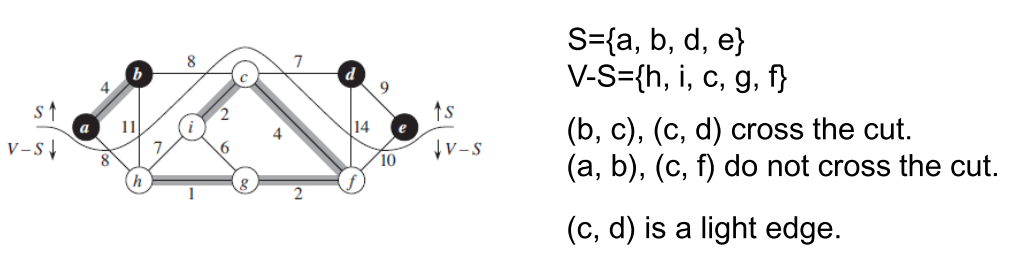 8 7
b c d
4 9
S↑ ↑S
a 11 i 2 4 14 e
V–S↓ ↓V–S
8 7 6 10
h g f
1 2
S={a, b, d, e}
V-S={h, i, c, g, f}
(b, c), (c, d) cross the cut.
(a, b), (c, f) do not cross the cut.
(c, d) is a light edge.